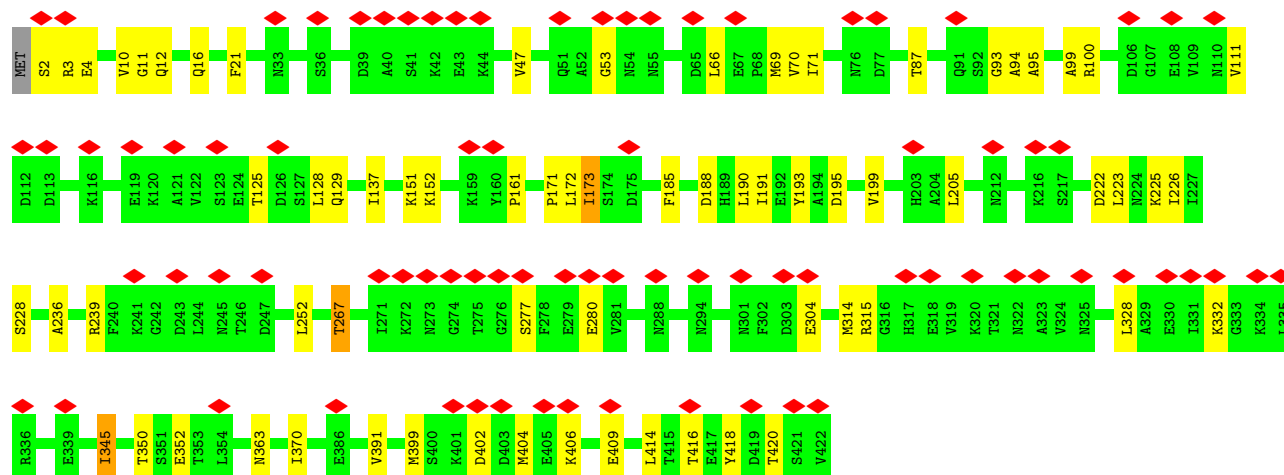 MET S2 R3 E4 V10 G11 Q12 Q16 F21 N33 S36 D39 A40 S41 K42 E43 K44 V47 Q51 A52 G53 N54 N55 D65 L66 E67 P68 M69 V70 I71 N76 D77 T87 Q91 S92 G93 A94 A95 A99 R100 D106 G107 E108 V109 N110 V111
D112 D113 K116 E119 K120 A121 V122 S123 E124 T125 D126 S127 L128 Q129 I137 K151 K152 K159 Y160 P161 P171 L172 I173 S174 D175 F185 D188 H189 L190 I191 E192 Y193 A194 D195 V199 H203 A204 L205 N212 K216 S217 D222 L223 N224 K225 I226 I227
S228 A236 R239 F240 K241 G242 D243 L244 N245 T246 D247 L252 T267 I271 K272 N273 G274 T275 G276 S277 F278 E279 E280 V281 N288 N294 N301 F302 D303 E304 M314 R315 G316 H317 E318 V319 K320 T321 N322 A323 V324 N325 L328 A329 E330 I331 K332 G333 K334 L335
R336 E339 I345 T350 S351 E352 T353 L354 N363 I370 E386 V391 M399 S400 K401 D402 D403 M404 E405 K406 E409 L414 T415 T416 E417 Y418 D419 T420 S421 V422